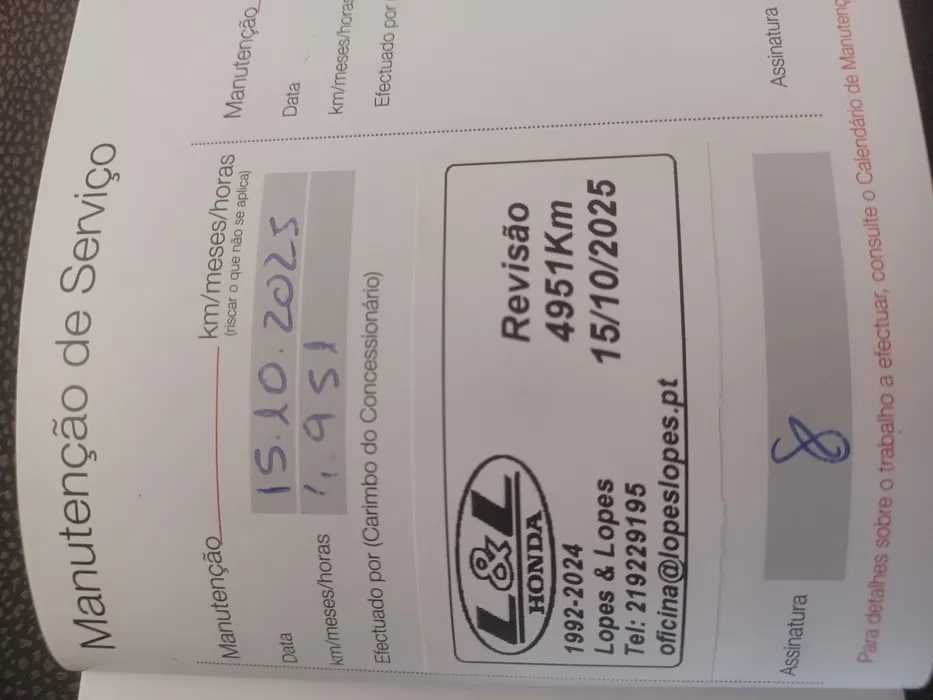 Manutenção de Serviço
Manutenção km/meses/horas
(riscar o que não se aplica)
Data 15.10.2025
km/meses/horas 4.951
Efectuado por (Carimbo do Concessionário)
L&L
HONDA
Revisão
4951Km
15/10/2025
1992-2024
Lopes & Lopes
Tel: 219229195
oficina@lopeslopes.pt
Assinatura
Manutenção
Data
km/meses/horas
Efectuado por
Assinatura
Para detalhes sobre o trabalho a efectuar, consulte o Calendário de